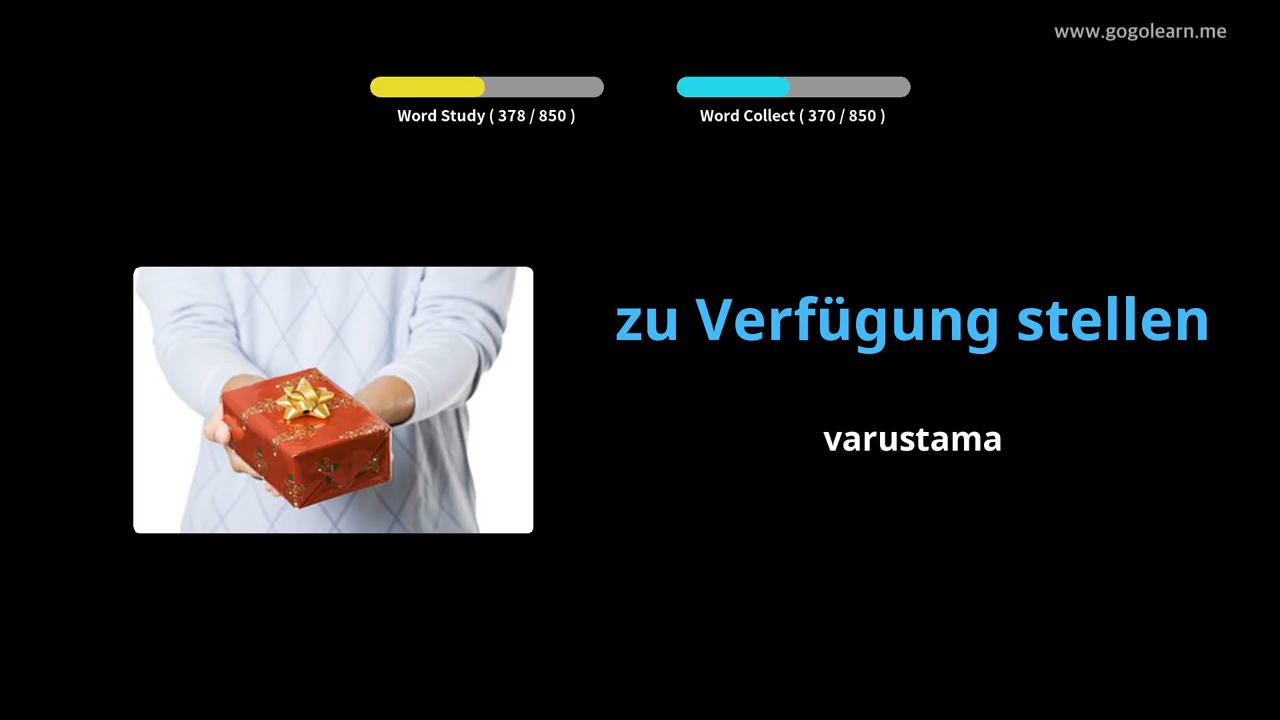 www.gogolearn.me
Word Study ( 378 / 850 )
Word Collect ( 370 / 850 )
zu Verfügung stellen
varustama